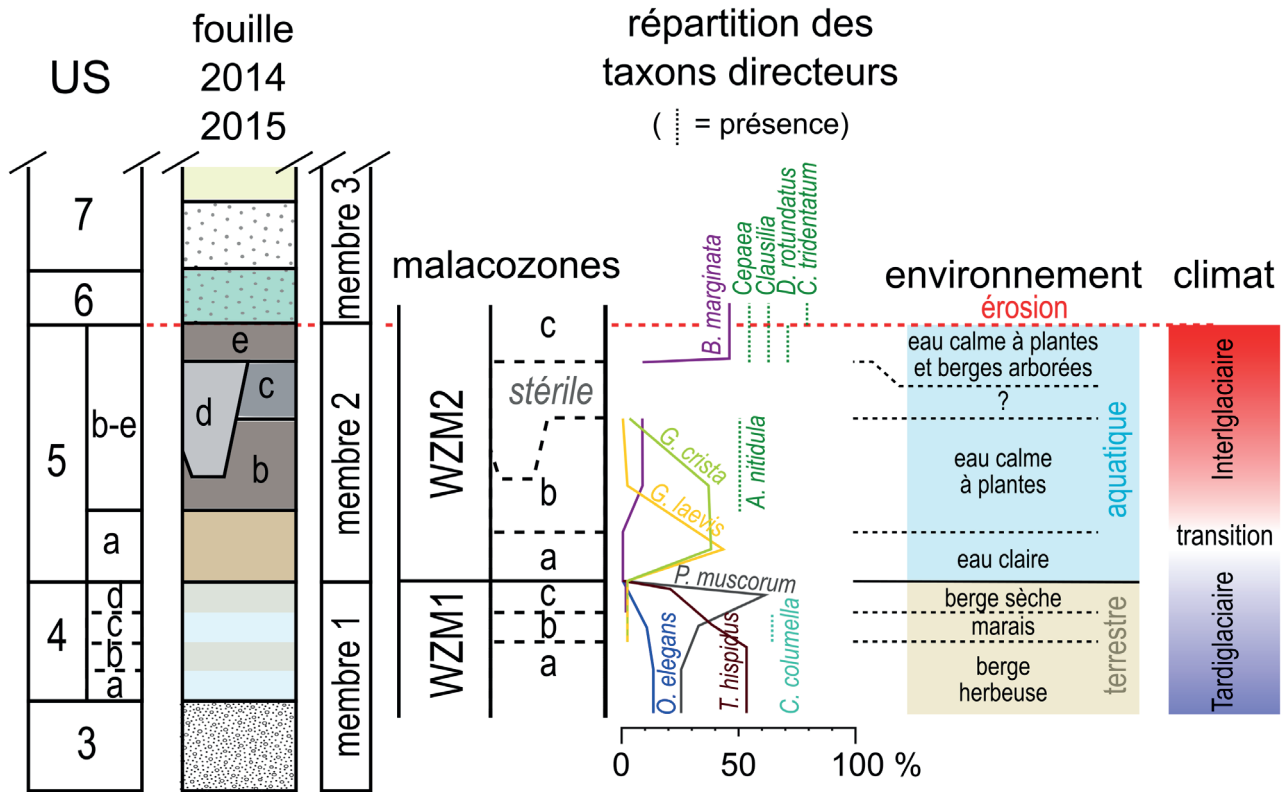 US
fouille
2014
2015
répartition des
taxons directeurs
( = présence)
7
6
5
b-e
a
4
d
c
b
a
3
e
d
c
b
membre 3
membre 2
membre 1
malacozones
WZM2
c
stérile
b
a
WZM1
c
b
a
B. marginata
Cepaea
Clausilia
D. rotundatus
C. tridentatum
G. crista
G. laevis
A. nitidula
P. muscorum
O. elegans
T. hispidus
C. columella
0
50
100 %
environnement
érosion
eau calme à plantes
et berges arborées
?
eau calme
à plantes
eau claire
aquatique
berge sèche
marais
berge
herbeuse
terrestre
climat
Interlglaciaire
transition
Tardiglaciaire